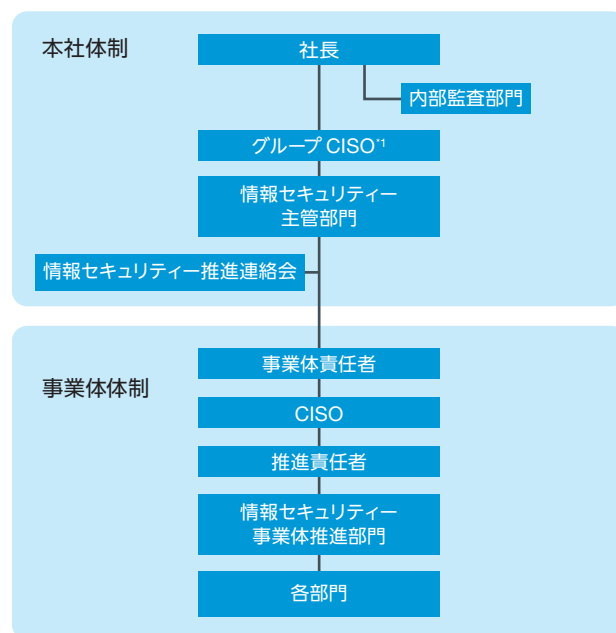 本社体制
社長
内部監査部門
グループ CISO*1
情報セキュリティー
主管部門
情報セキュリティー推進連絡会
事業体体制
事業体責任者
CISO
推進責任者
情報セキュリティー
事業体推進部門
各部門